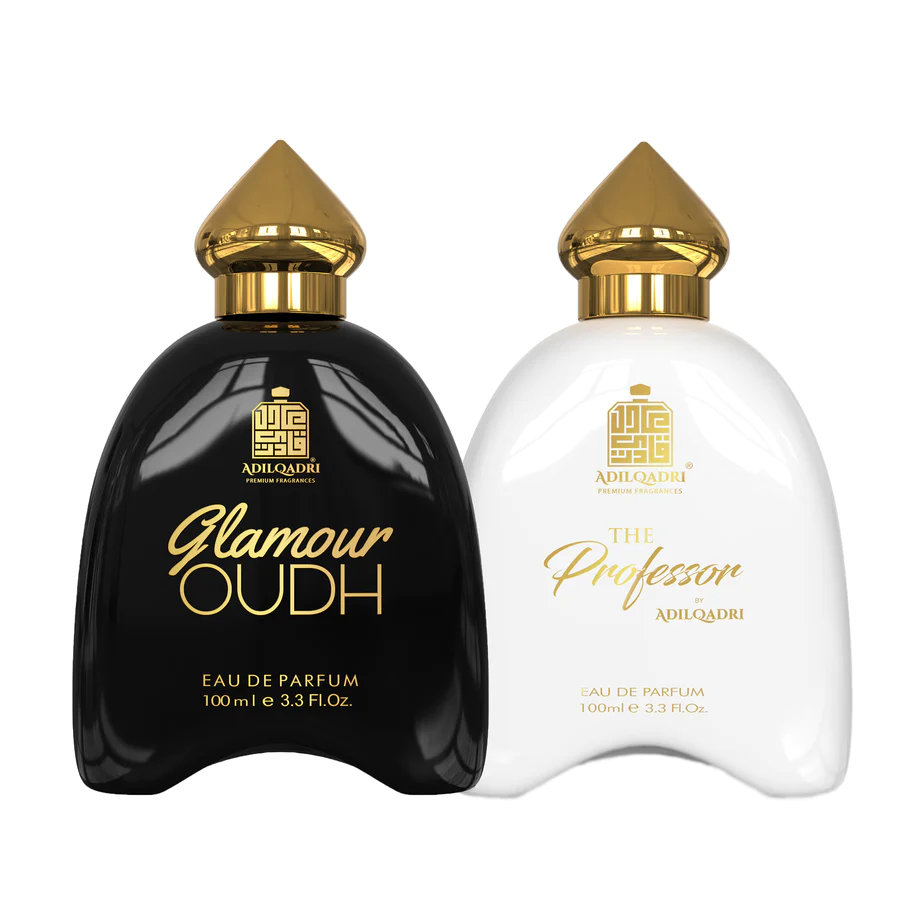 ADILQADRI®
PREMIUM FRAGRANCES
Glamour
OUDH
EAU DE PARFUM
100 ml e 3.3 Fl.Oz.
ADILQADRI®
PREMIUM FRAGRANCES
THE
Professor
BY
ADILQADRI
EAU DE PARFUM
100ml e 3.3 Fl.Oz.